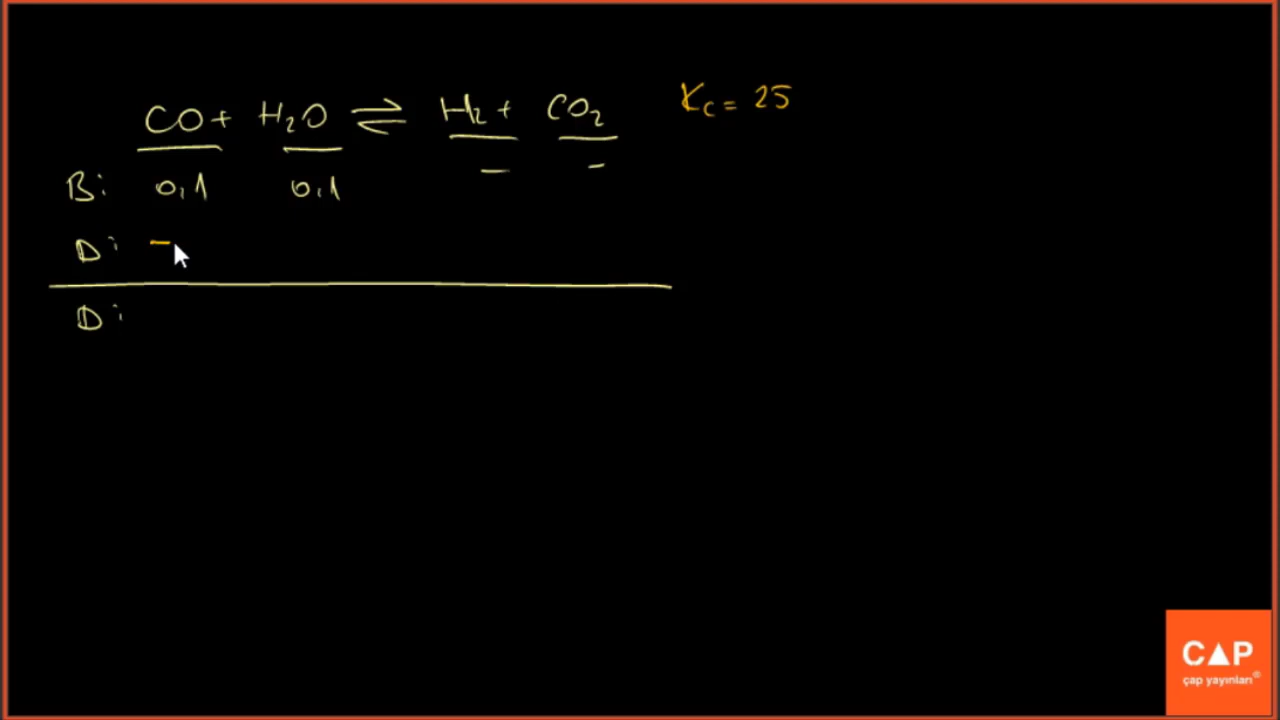 CO + H₂O ⇌ H₂ + CO₂ Kc = 25
B: 0,1 0,1 - -
D: -
D:
CAP
çap yayınları®